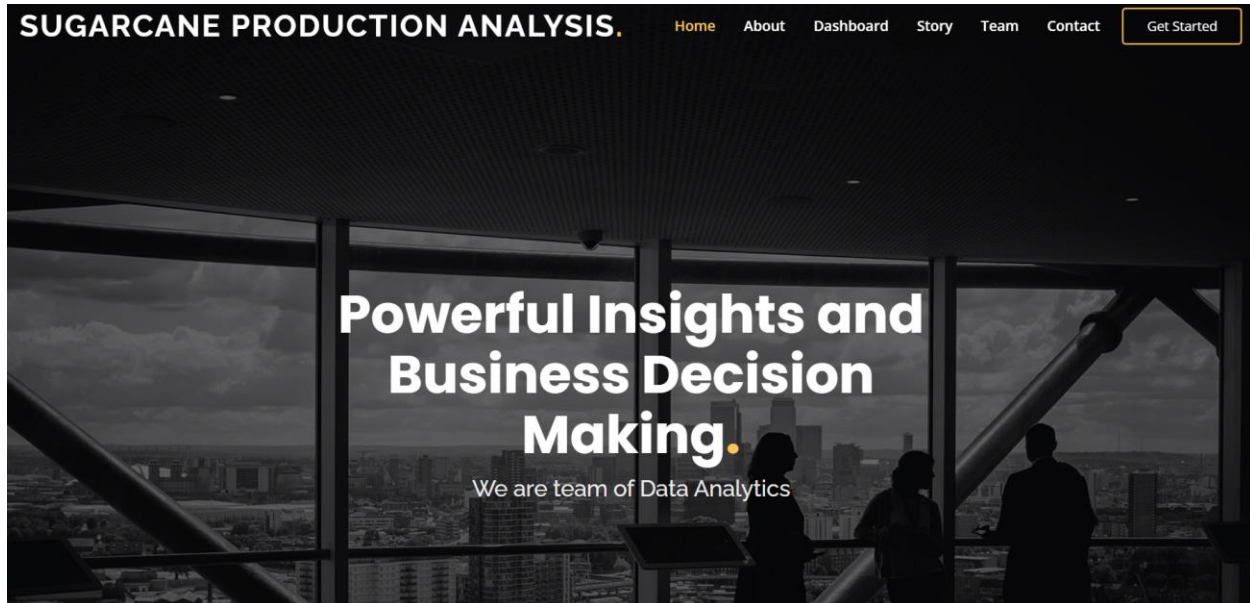 SUGARCANE PRODUCTION ANALYSIS.
Home About Dashboard Story Team Contact Get Started
Powerful Insights and
Business Decision
Making.
We are team of Data Analytics